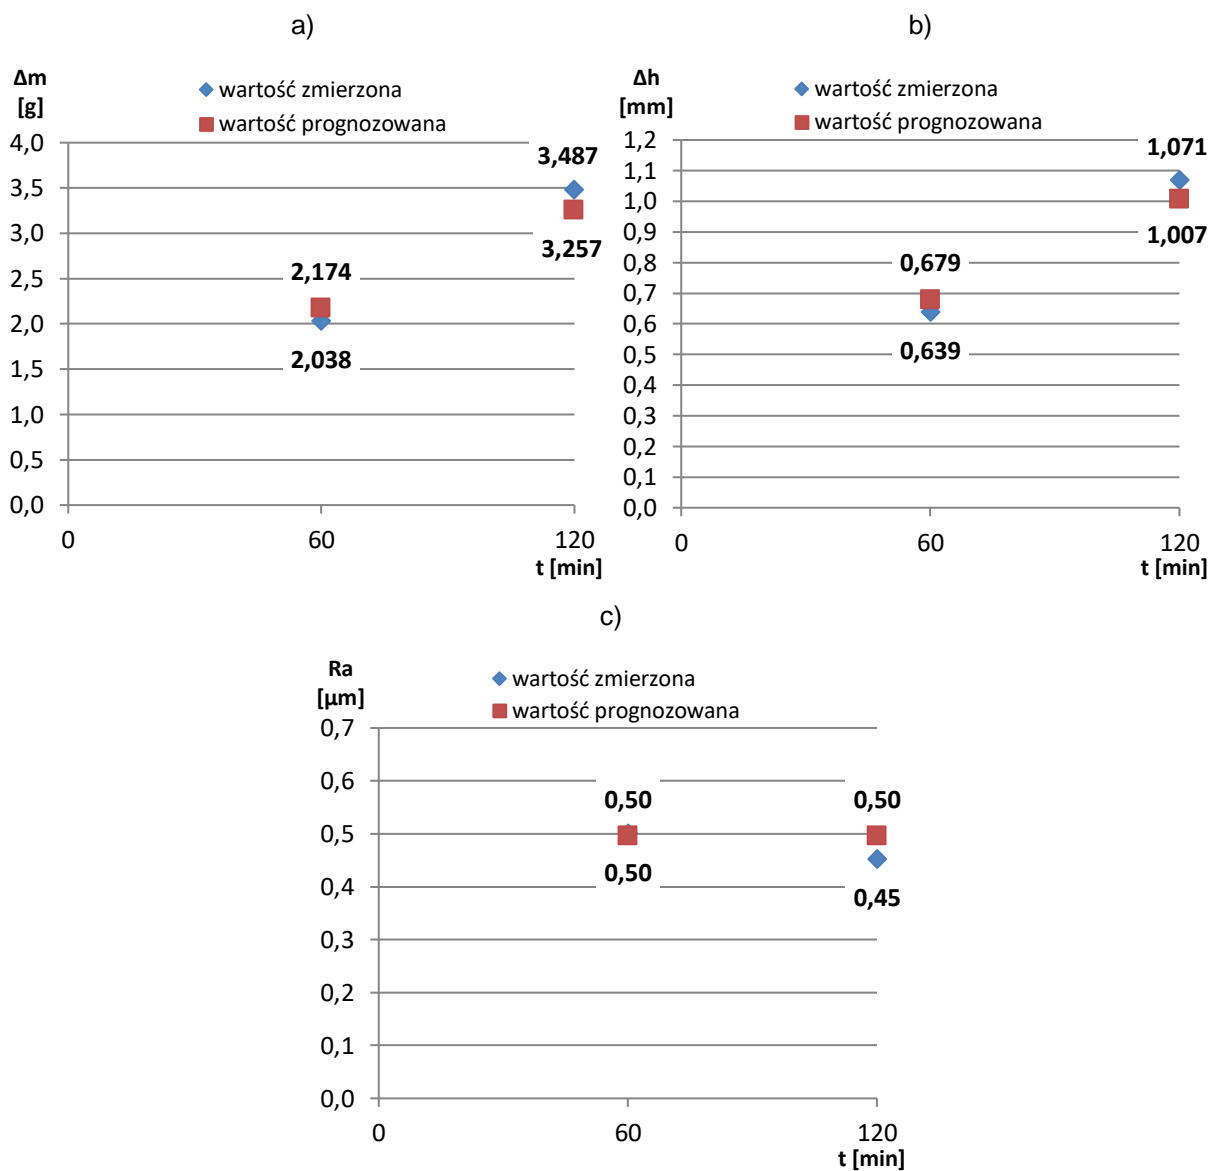 a)
Δm
[g]
wartość zmierzona
wartość prognozowana
4,0
3,5
3,0
2,5
2,0
1,5
1,0
0,5
0,0
3,487
3,257
2,174
2,038
0
60
120
t [min]
b)
Δh
[mm]
wartość zmierzona
wartość prognozowana
1,2
1,1
1,0
0,9
0,8
0,7
0,6
0,5
0,4
0,3
0,2
0,1
0,0
1,071
1,007
0,679
0,639
0
60
120
t [min]
c)
Ra
[µm]
wartość zmierzona
wartość prognozowana
0,7
0,6
0,5
0,4
0,3
0,2
0,1
0,0
0,50
0,50
0,50
0,45
0
60
120
t [min]